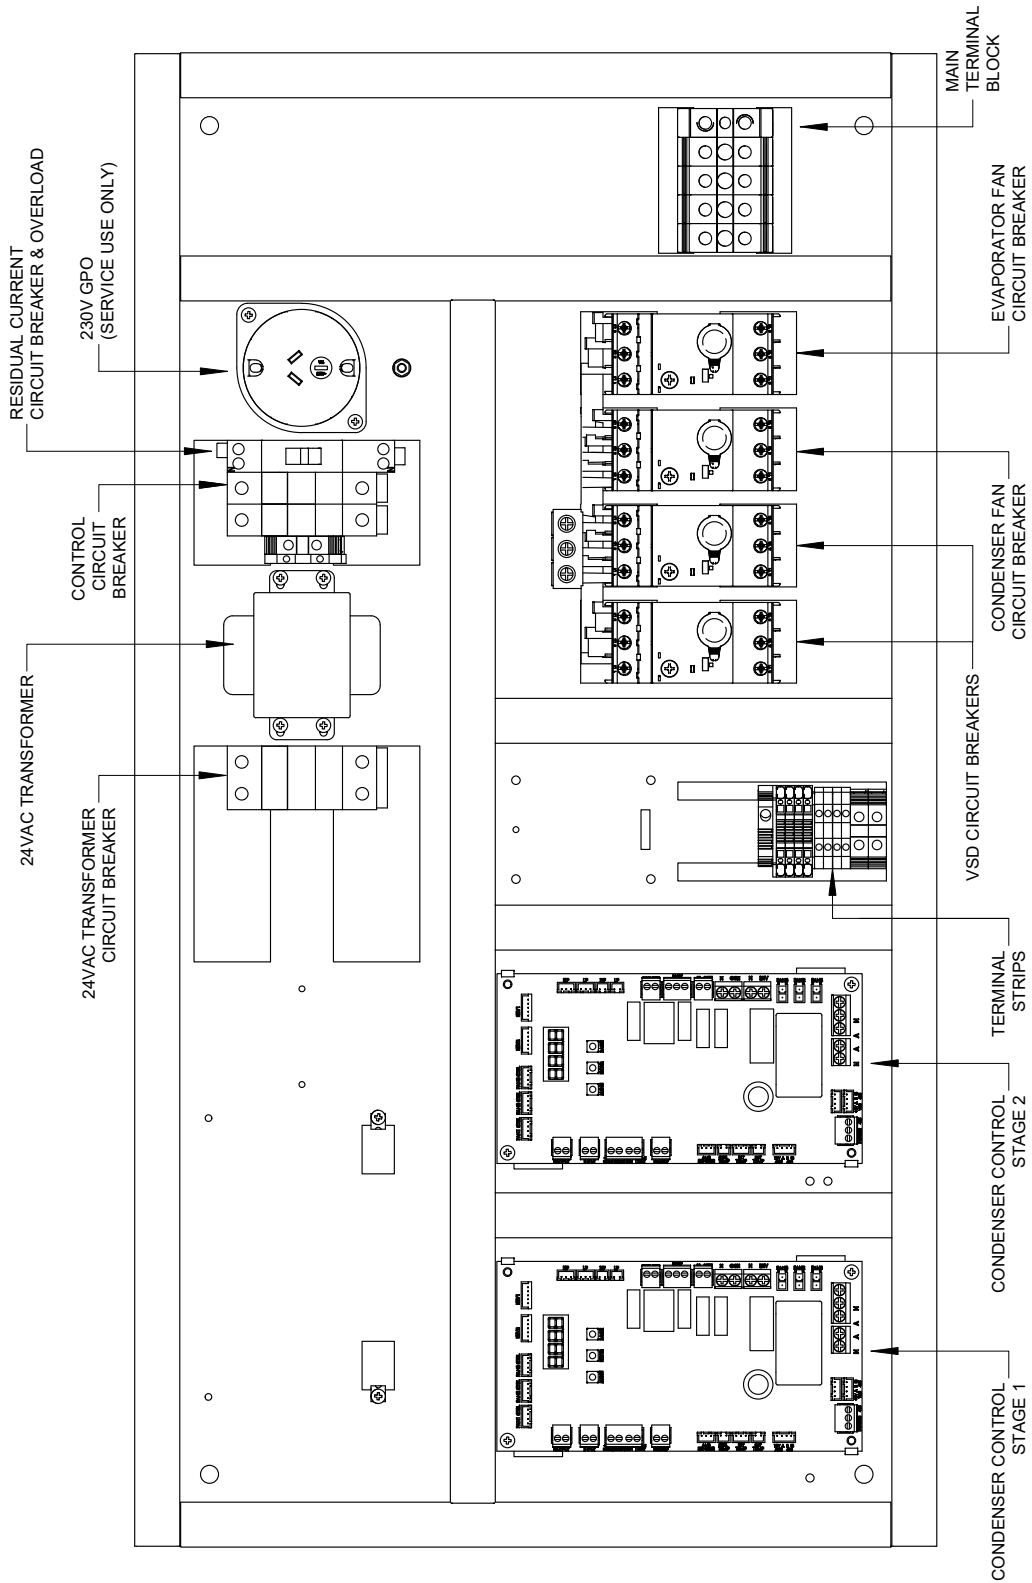 24VAC TRANSFORMER
24VAC TRANSFORMER
CIRCUIT BREAKER
CONTROL
CIRCUIT
BREAKER
RESIDUAL CURRENT
CIRCUIT BREAKER & OVERLOAD
230V GPO
(SERVICE USE ONLY)
CONDENSER CONTROL
STAGE 1
CONDENSER CONTROL
STAGE 2
TERMINAL
STRIPS
VSD CIRCUIT BREAKERS
CONDENSER FAN
CIRCUIT BREAKER
EVAPORATOR FAN
CIRCUIT BREAKER
MAIN
TERMINAL
BLOCK